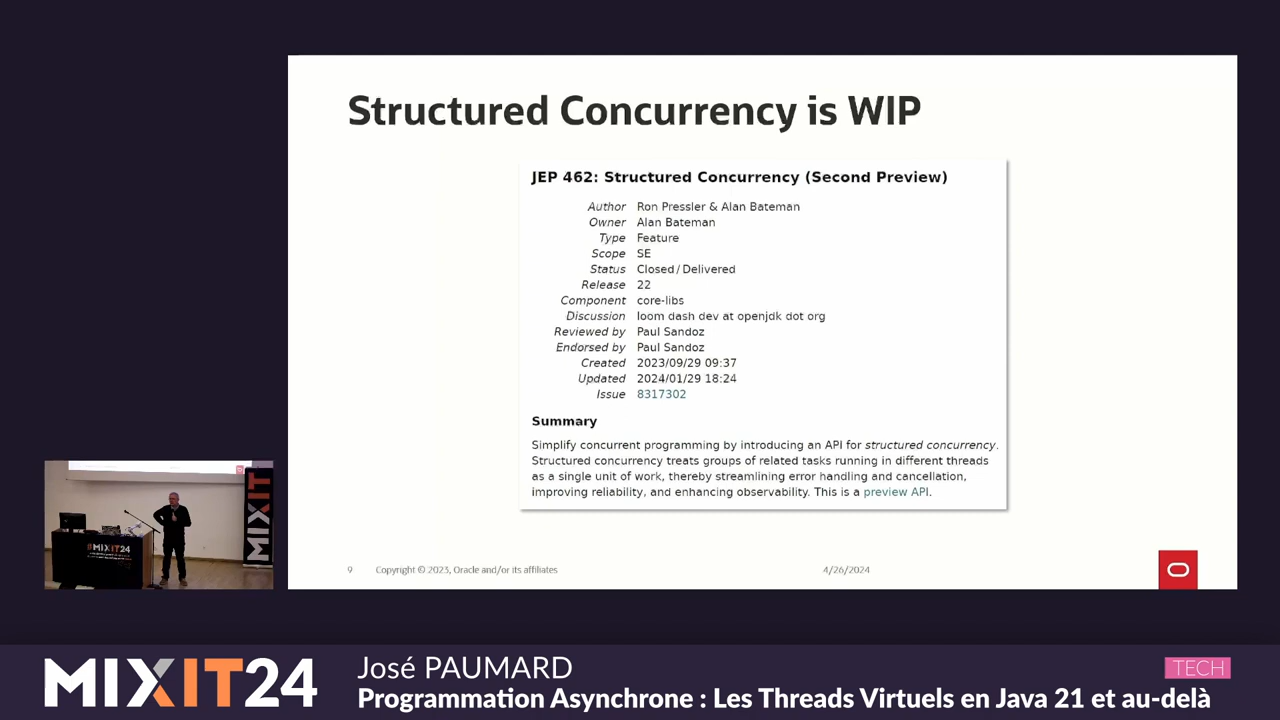 Structured Concurrency is WIP
JEP 462: Structured Concurrency (Second Preview)
Author Ron Pressler & Alan Bateman
Owner Alan Bateman
Type Feature
Scope SE
Status Closed / Delivered
Release 22
Component core-libs
Discussion loom dash dev at openjdk dot org
Reviewed by Paul Sandoz
Endorsed by Paul Sandoz
Created 2023/09/29 09:37
Updated 2024/01/29 18:24
Issue 8317302
Summary
Simplify concurrent programming by introducing an API for structured concurrency.
Structured concurrency treats groups of related tasks running in different threads
as a single unit of work, thereby streamlining error handling and cancellation,
improving reliability, and enhancing observability. This is a preview API.
9 Copyright © 2023, Oracle and/or its affiliates 4/26/2024
#MIXIT24
MIXIT
MIXIT24
José PAUMARD
TECH
Programmation Asynchrone : Les Threads Virtuels en Java 21 et au-delà